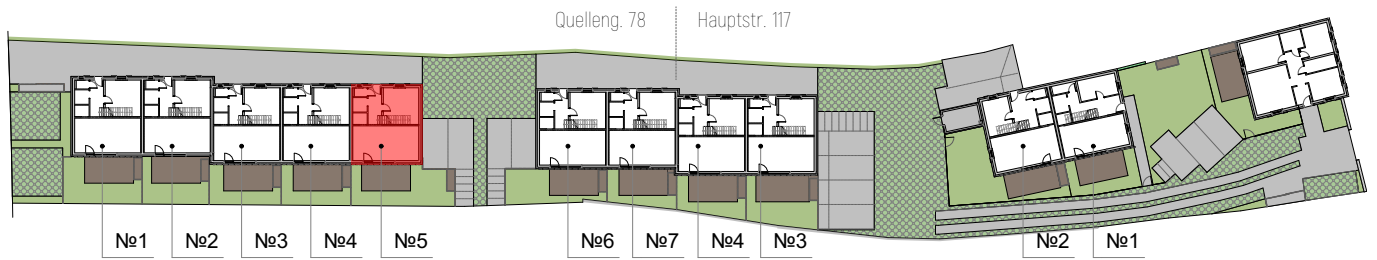 Quelleng. 78 Hauptstr. 117
№1 №2 №3 №4 №5 №6 №7 №4 №3 №2 №1